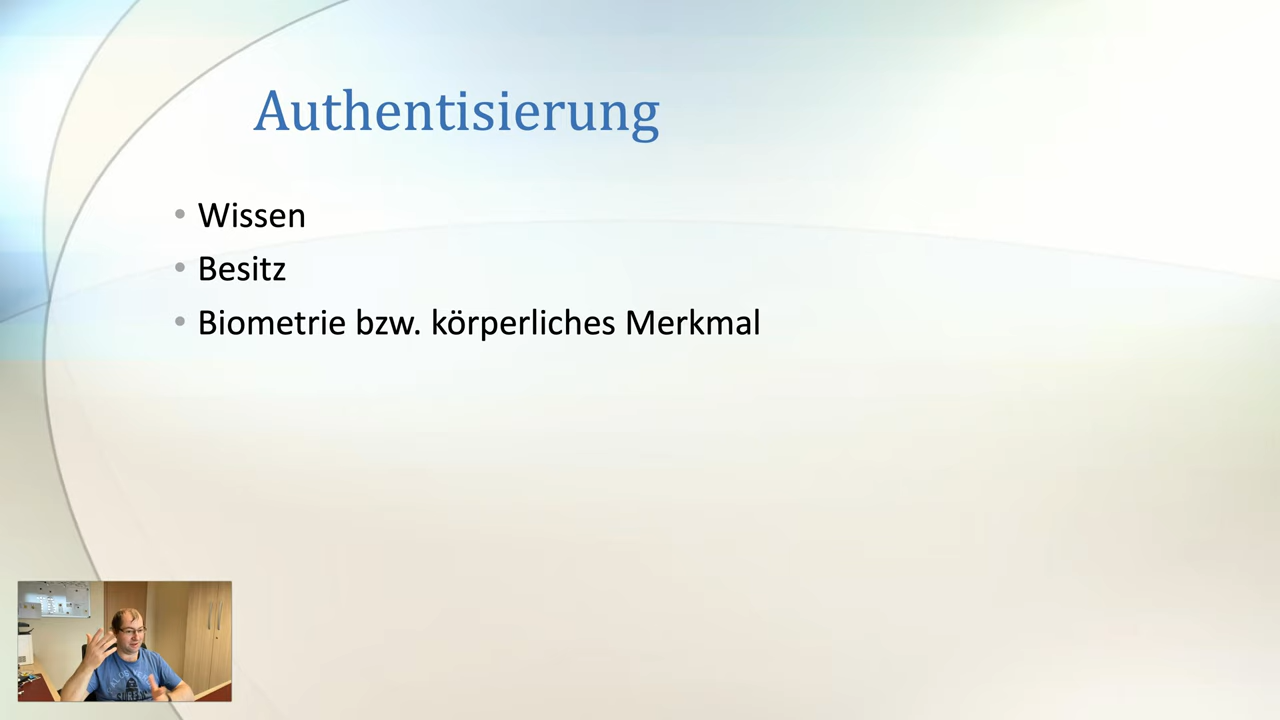 Authentisierung
• Wissen
• Besitz
• Biometrie bzw. körperliches Merkmal